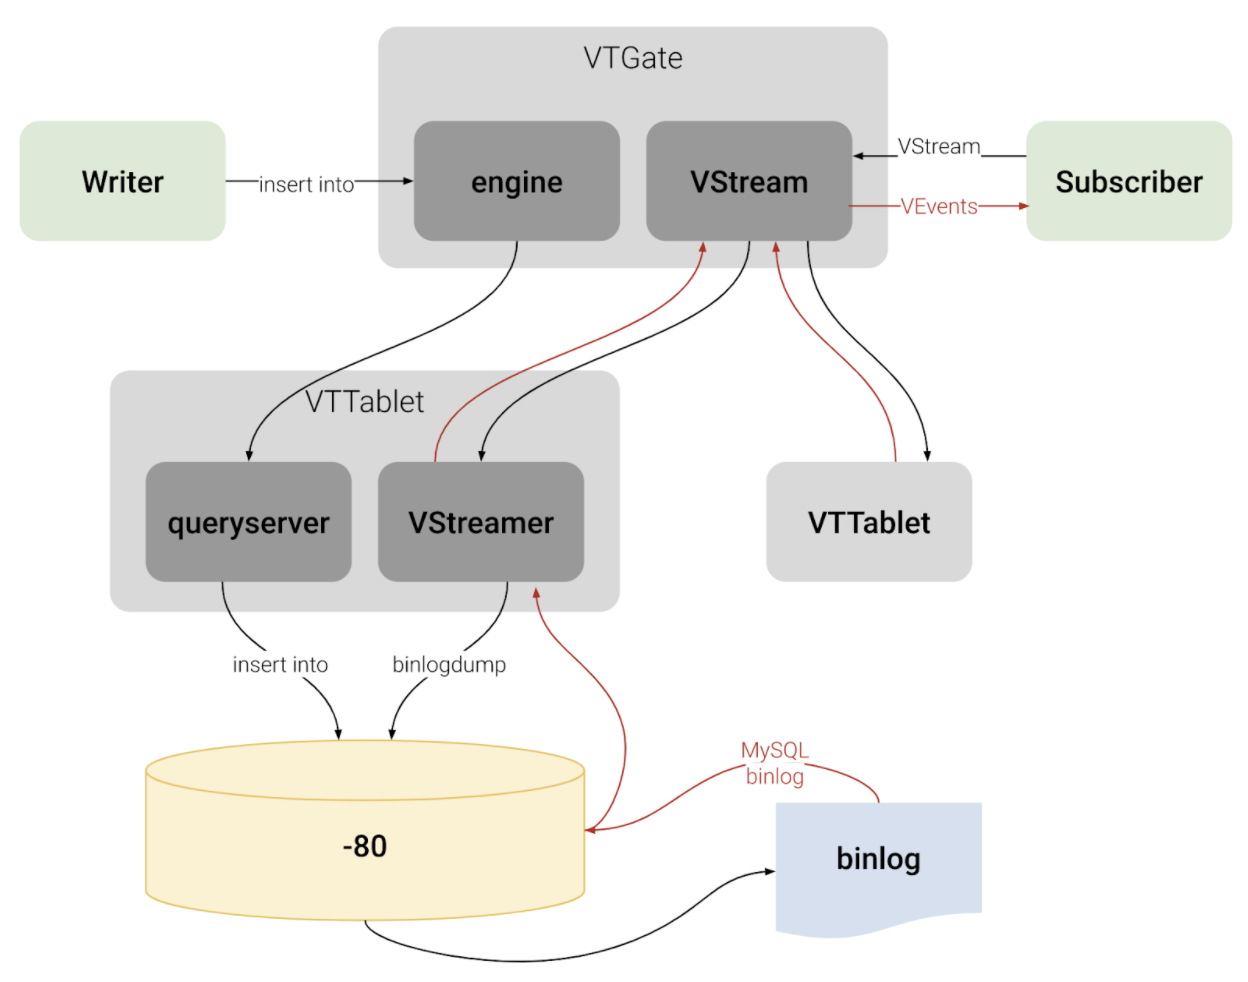 VTGate
Writer
insert into
engine
VStream
VStream
VEvents
Subscriber
VTTablet
queryserver
VStreamer
VTTablet
insert into
binlogdump
MySQL
binlog
-80
binlog